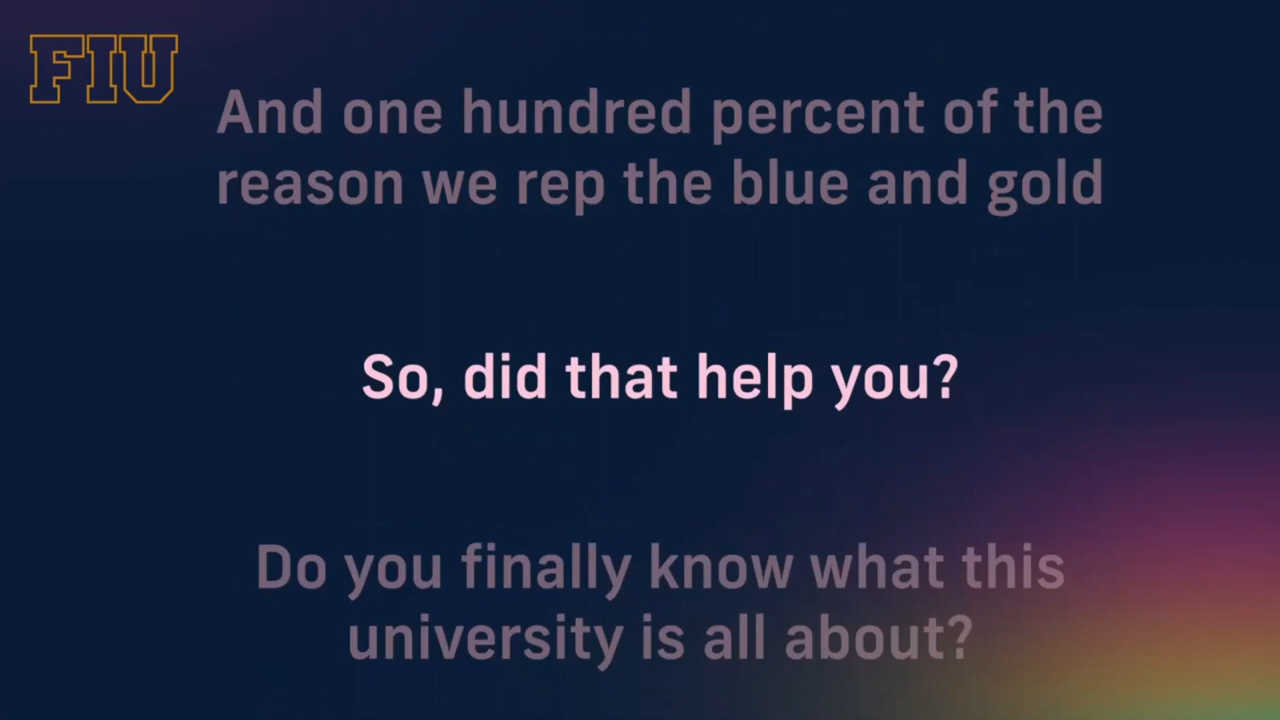 FIU
And one hundred percent of the
reason we rep the blue and gold
So, did that help you?
Do you finally know what this
university is all about?